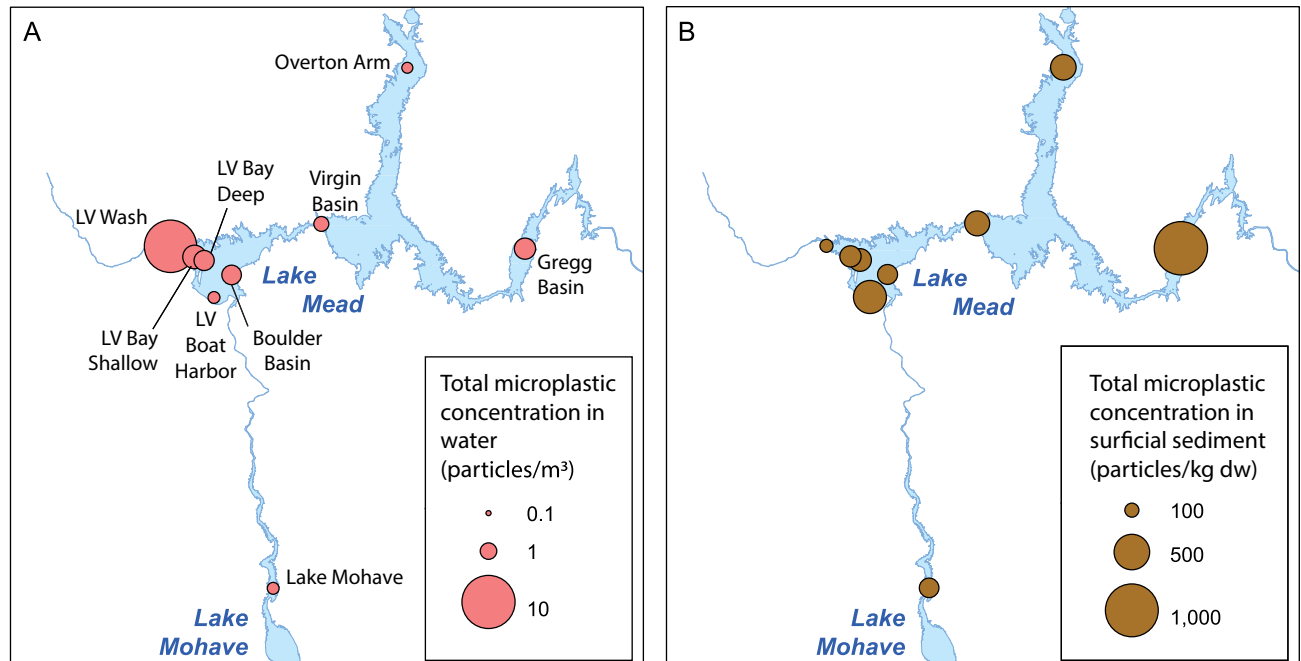 A
Overton Arm
LV Bay
Deep
Virgin
Basin
LV Wash
Gregg
Basin
Lake
Mead
LV Bay
Shallow
LV
Boat
Harbor
Boulder
Basin
Total microplastic
concentration in
water
(particles/m³)
0.1
1
10
Lake Mohave
Lake
Mohave
B
Lake
Mead
Total microplastic
concentration in
surficial sediment
(particles/kg dw)
100
500
1,000
Lake
Mohave